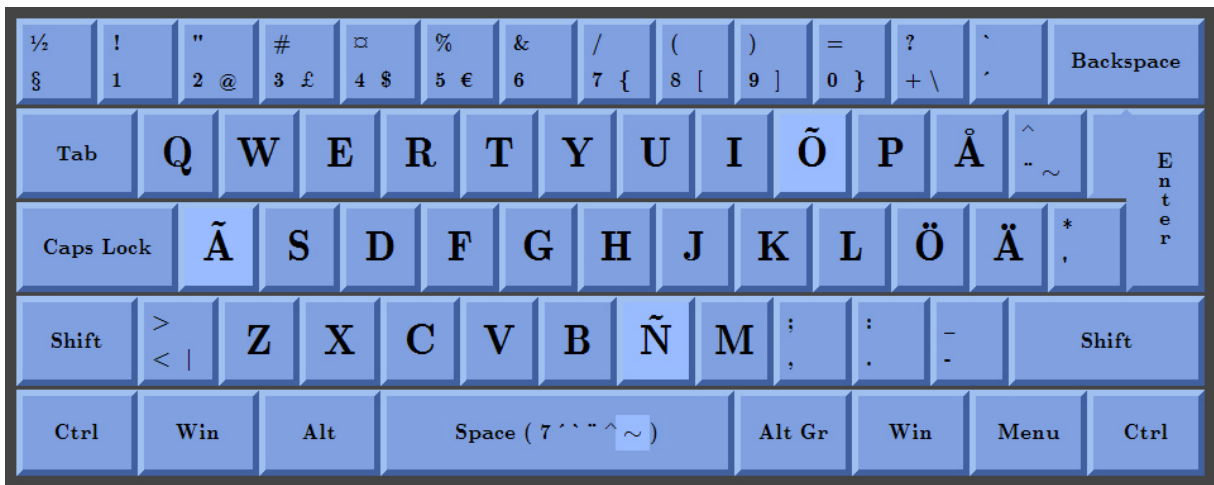 ½ ! " # ¤ % & / ( ) = ? ` Backspace
§ 1 2 @ 3 £ 4 $ 5 € 6 7 { 8 [ 9 ] 0 } + \ ´
Tab Q W E R T Y U I Õ P Å ^ ¨ ~ Enter
Caps Lock Ã S D F G H J K L Ö Ä * '
Shift > < | Z X C V B Ñ M ; , : . _ - Shift
Ctrl Win Alt Space ( 7 ´ ` ¨ ^ ~ ) Alt Gr Win Menu Ctrl